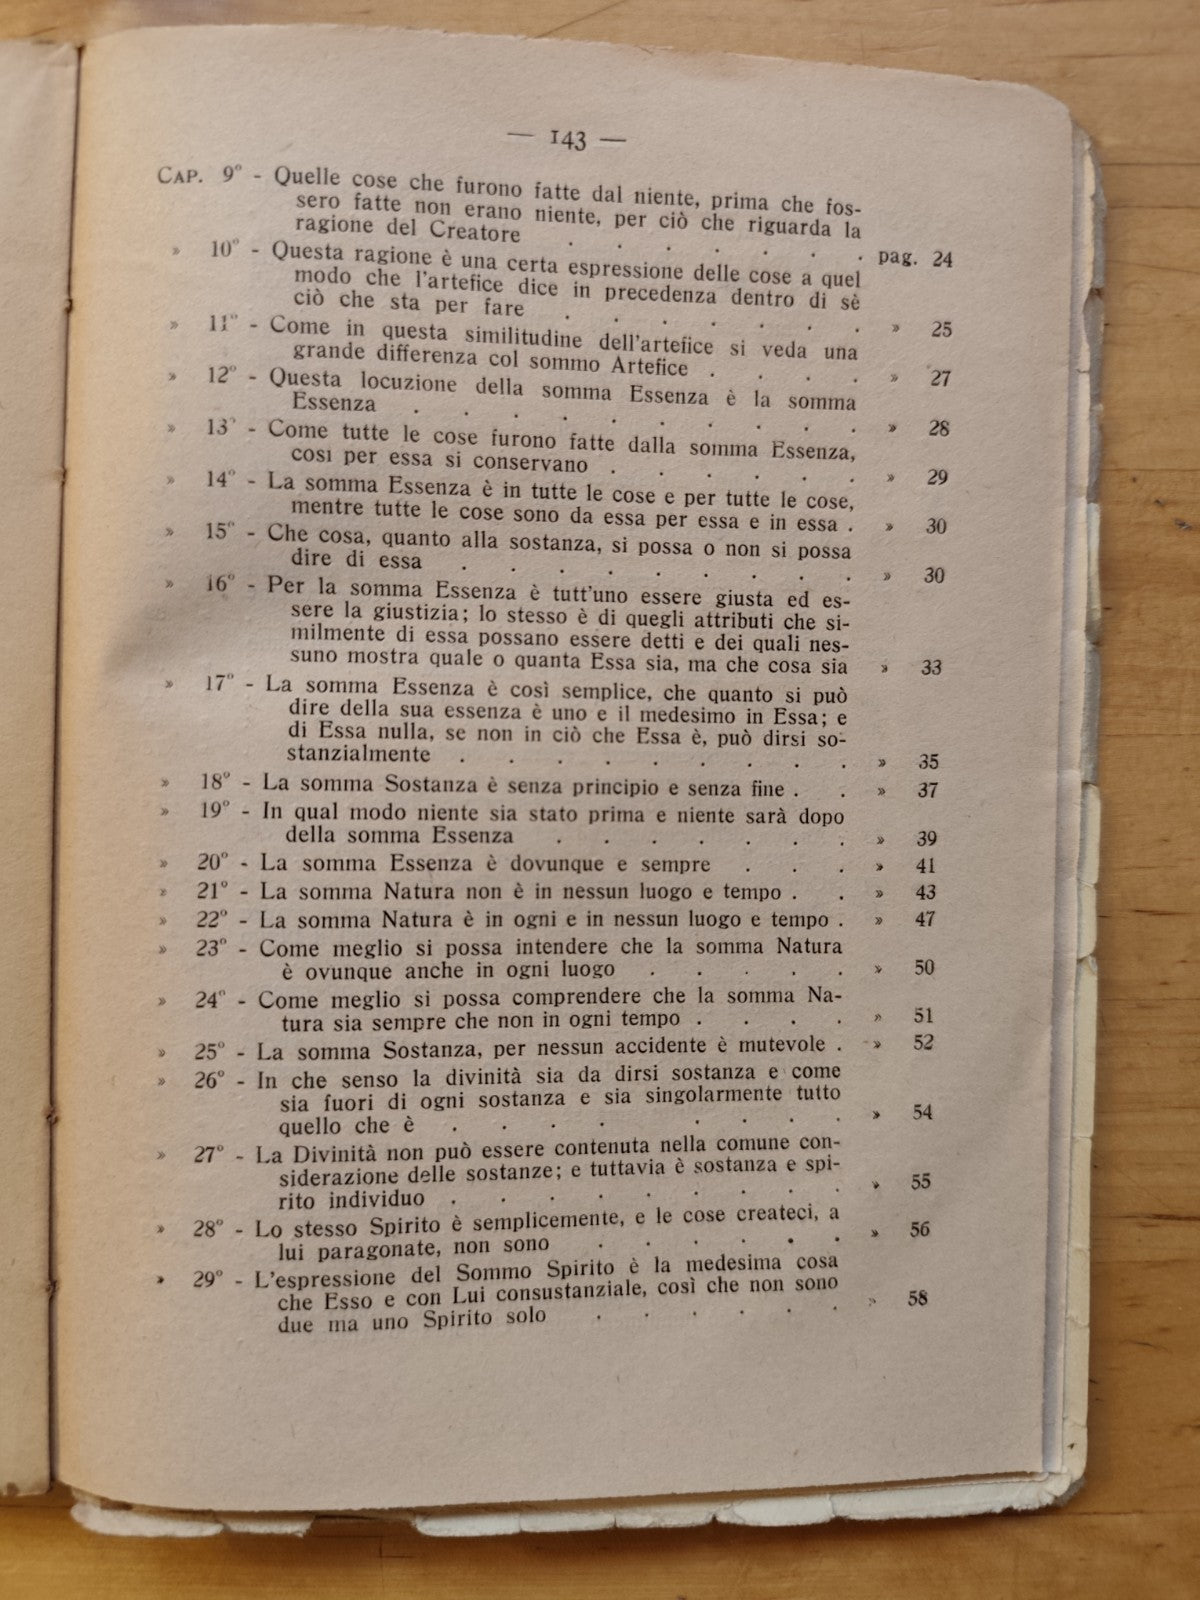 — 143 —
CAP. 9° - Quelle cose che furono fatte dal niente, prima che fos-
sero fatte non erano niente, per ciò che riguarda la
ragione del Creatore . . . . . . . pag. 24
» 10° - Questa ragione è una certa espressione delle cose a quel
modo che l'artefice dice in precedenza dentro di sè
ciò che sta per fare . . . . . . . » 25
» 11° - Come in questa similitudine dell'artefice si veda una
grande differenza col sommo Artefice . . . . » 27
» 12° - Questa locuzione della somma Essenza è la somma
Essenza . . . . . . . . . . » 28
» 13° - Come tutte le cose furono fatte dalla somma Essenza,
così per essa si conservano . . . . . . » 29
» 14° - La somma Essenza è in tutte le cose e per tutte le cose,
mentre tutte le cose sono da essa per essa e in essa . » 30
» 15° - Che cosa, quanto alla sostanza, si possa o non si possa
dire di essa . . . . . . . . . » 30
» 16° - Per la somma Essenza è tutt'uno essere giusta ed es-
sere la giustizia; lo stesso è di quegli attributi che si-
milmente di essa possano essere detti e dei quali nes-
suno mostra quale o quanta Essa sia, ma che cosa sia » 33
» 17° - La somma Essenza è così semplice, che quanto si può
dire della sua essenza è uno e il medesimo in Essa; e
di Essa nulla, se non in ciò che Essa è, può dirsi so-
stanzialmente . . . . . . . . . » 35
» 18° - La somma Sostanza è senza principio e senza fine . . » 37
» 19° - In qual modo niente sia stato prima e niente sarà dopo
della somma Essenza . . . . . . . » 39
» 20° - La somma Essenza è dovunque e sempre . . . » 41
» 21° - La somma Natura non è in nessun luogo e tempo . . » 43
» 22° - La somma Natura è in ogni e in nessun luogo e tempo . » 47
» 23° - Come meglio si possa intendere che la somma Natura
è ovunque anche in ogni luogo . . . . . » 50
» 24° - Come meglio si possa comprendere che la somma Na-
tura sia sempre che non in ogni tempo . . . . » 51
» 25° - La somma Sostanza, per nessun accidente è mutevole . » 52
» 26° - In che senso la divinità sia da dirsi sostanza e come
sia fuori di ogni sostanza e sia singolarmente tutto
quello che è . . . . . . . . » 54
» 27° - La Divinità non può essere contenuta nella comune con-
siderazione delle sostanze; e tuttavia è sostanza e spi-
rito individuo . . . . . . . . . » 55
» 28° - Lo stesso Spirito è semplicemente, e le cose createci, a
lui paragonate, non sono . . . . . . » 56
» 29° - L'espressione del Sommo Spirito è la medesima cosa
che Esso e con Lui consustanziale, così che non sono
due ma uno Spirito solo . . . . . . » 58